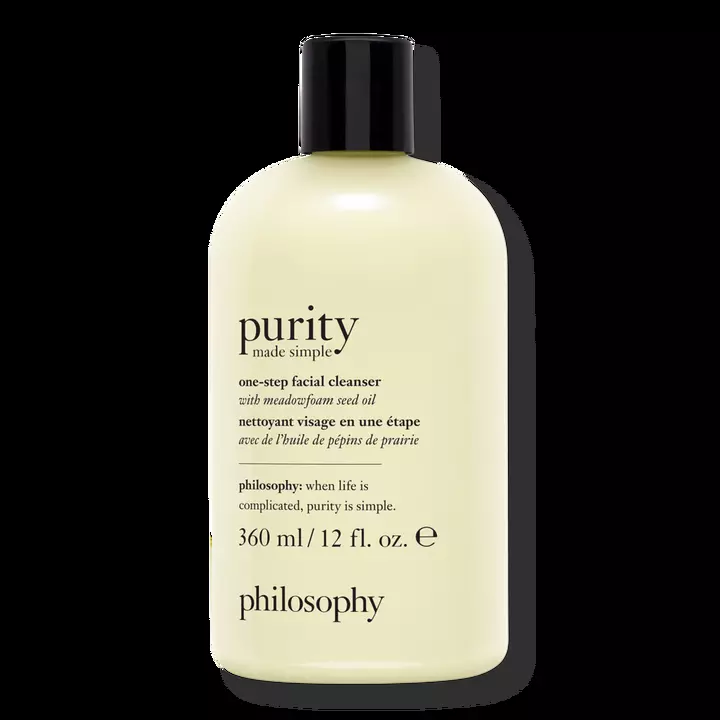 purity
made simple
one-step facial cleanser
with meadowfoam seed oil
nettoyant visage en une étape
avec de l'huile de pépins de prairie
philosophy: when life is
complicated, purity is simple.
360 ml / 12 fl. oz. ℮
philosophy